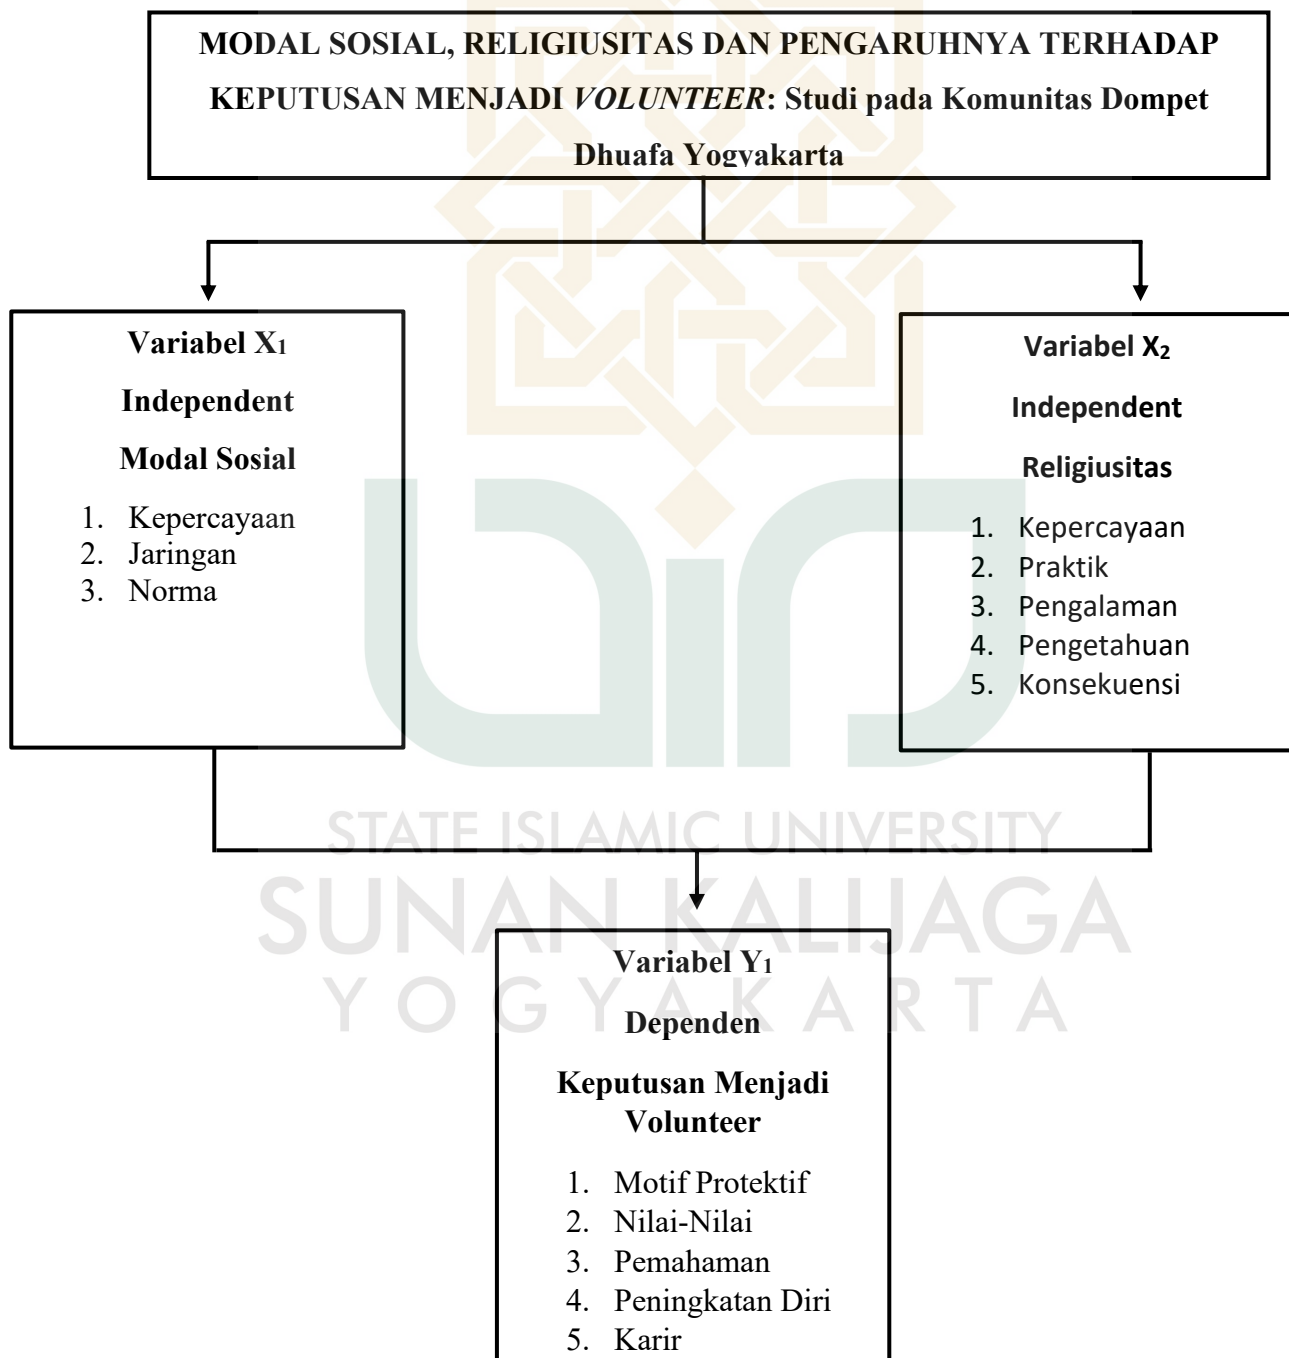 MODAL SOSIAL, RELIGIUSITAS DAN PENGARUHNYA TERHADAP
KEPUTUSAN MENJADI VOLUNTEER: Studi pada Komunitas Dompet
Dhuafa Yogyakarta
Variabel X1
Independent
Modal Sosial
1. Kepercayaan
2. Jaringan
3. Norma
Variabel X2
Independent
Religiusitas
1. Kepercayaan
2. Praktik
3. Pengalaman
4. Pengetahuan
5. Konsekuensi
STATE ISLAMIC UNIVERSITY
SUNAN KALIJAGA
YOGYAKARTA
Variabel Y1
Dependen
Keputusan Menjadi
Volunteer
1. Motif Protektif
2. Nilai-Nilai
3. Pemahaman
4. Peningkatan Diri
5. Karir